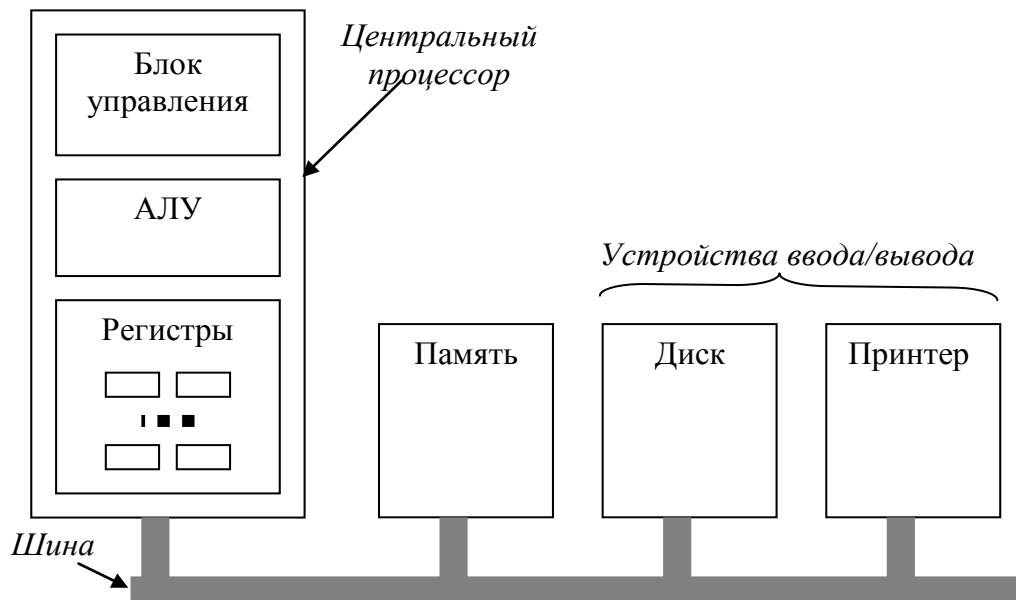 Центральный
процессор
Блок
управления
АЛУ
Регистры
Устройства ввода/вывода
Память
Диск
Принтер
Шина